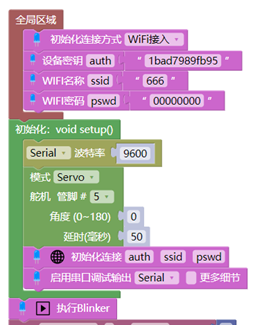 全局区域
初始化连接方式 WiFi接入
设备密钥 auth “ 1bad7989fb95 ”
WIFI名称 ssid “ 666 ”
WIFI密码 pswd “ 00000000 ”
初始化：void setup()
Serial 波特率 9600
模式 Servo
舵机 管脚 # 5
角度 (0~180) 0
延时(毫秒) 50
初始化连接 auth ssid pswd
启用串口调试输出 Serial 更多细节
执行Blinker